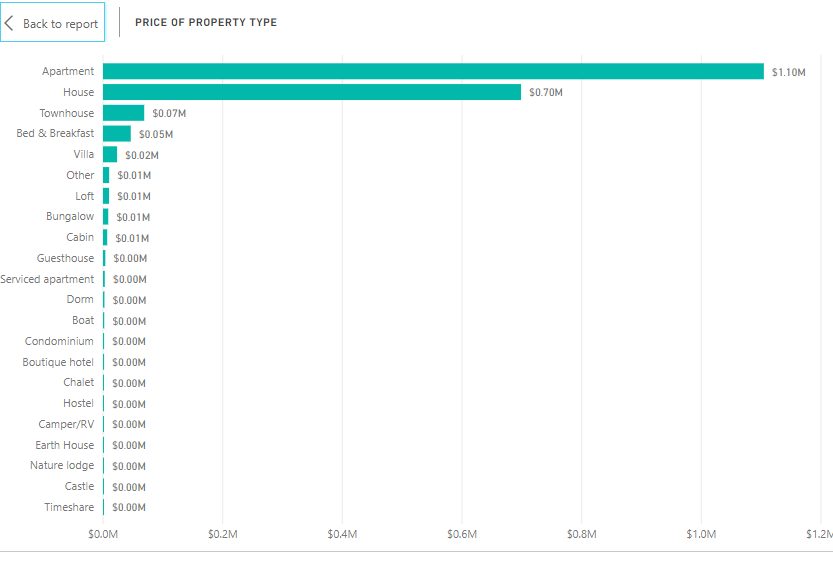 Back to report
PRICE OF PROPERTY TYPE
Apartment $1.10M
House $0.70M
Townhouse $0.07M
Bed & Breakfast $0.05M
Villa $0.02M
Other $0.01M
Loft $0.01M
Bungalow $0.01M
Cabin $0.01M
Guesthouse $0.00M
Serviced apartment $0.00M
Dorm $0.00M
Boat $0.00M
Condominium $0.00M
Boutique hotel $0.00M
Chalet $0.00M
Hostel $0.00M
Camper/RV $0.00M
Earth House $0.00M
Nature lodge $0.00M
Castle $0.00M
Timeshare $0.00M
$0.0M $0.2M $0.4M $0.6M $0.8M $1.0M $1.2M